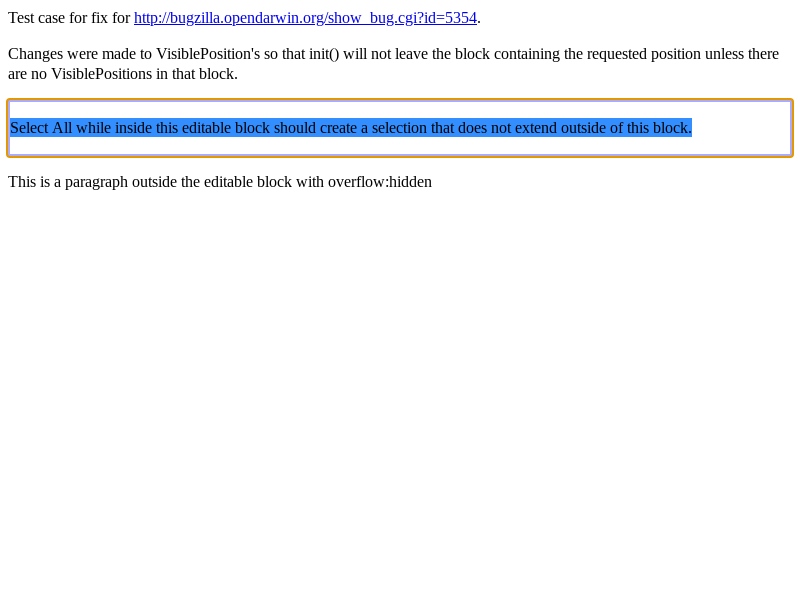 Test case for fix for http://bugzilla.opendarwin.org/show_bug.cgi?id=5354.
Changes were made to VisiblePosition's so that init() will not leave the block containing the requested position unless there
are no VisiblePositions in that block.
Select All while inside this editable block should create a selection that does not extend outside of this block.
This is a paragraph outside the editable block with overflow:hidden